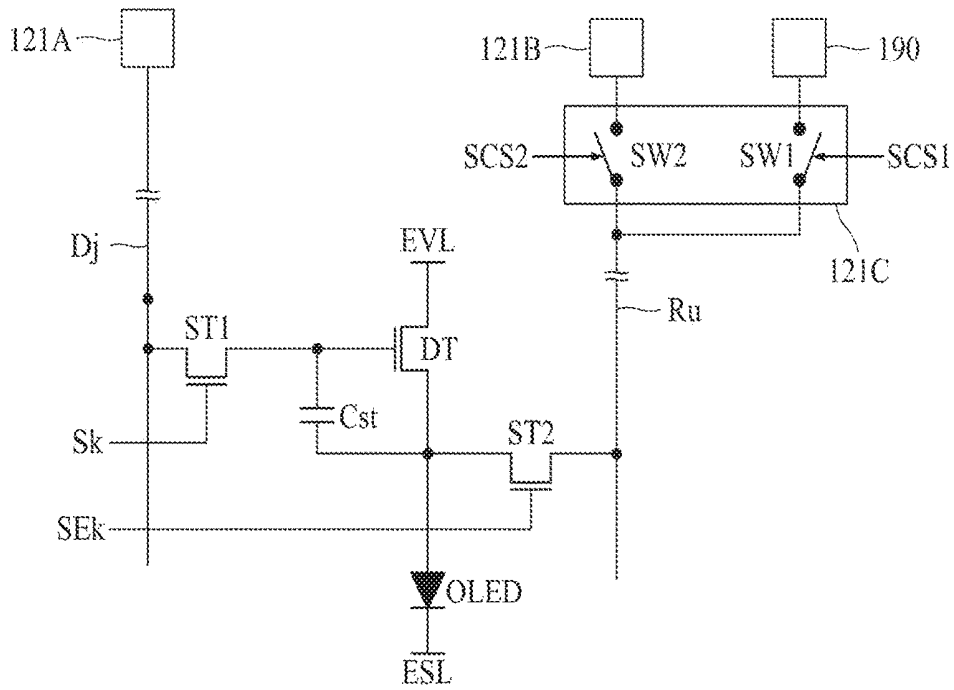 121A
121B
190
SCS2
SW2
SW1
SCS1
Dj
EVL
121C
Ru
ST1
DT
Cst
ST2
Sk
SEk
OLED
ESL